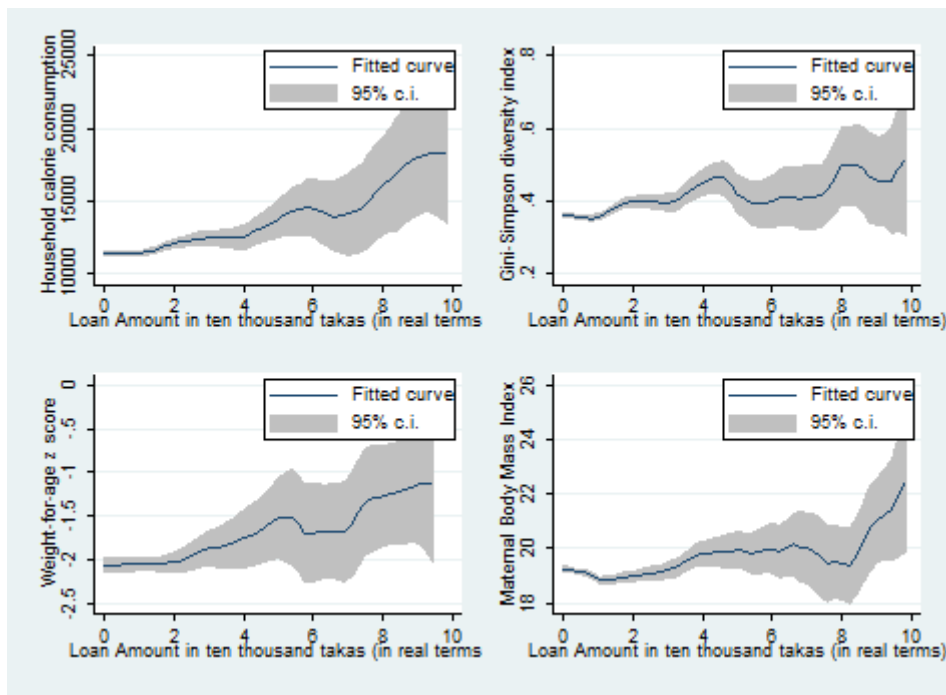 Household calorie consumption
25000
20000
15000
10000
Fitted curve
95% c.i.
0 2 4 6 8 10
Loan Amount in ten thousand takas (in real terms
Gini-Simpson diversity index
.8
.6
.4
.2
Fitted curve
95% c.i.
0 2 4 6 8 10
Loan Amount in ten thousand takas (in real terms)
Weight-for-age z score
0
-.5
-1
-1.5
-2
-2.5
Fitted curve
95% c.i.
0 2 4 6 8 10
Loan Amount in ten thousand takas (in real terms
Maternal Body Mass Index
26
24
22
20
18
Fitted curve
95% c.i.
0 2 4 6 8 10
Loan Amount in ten thousand takas (in real terms)